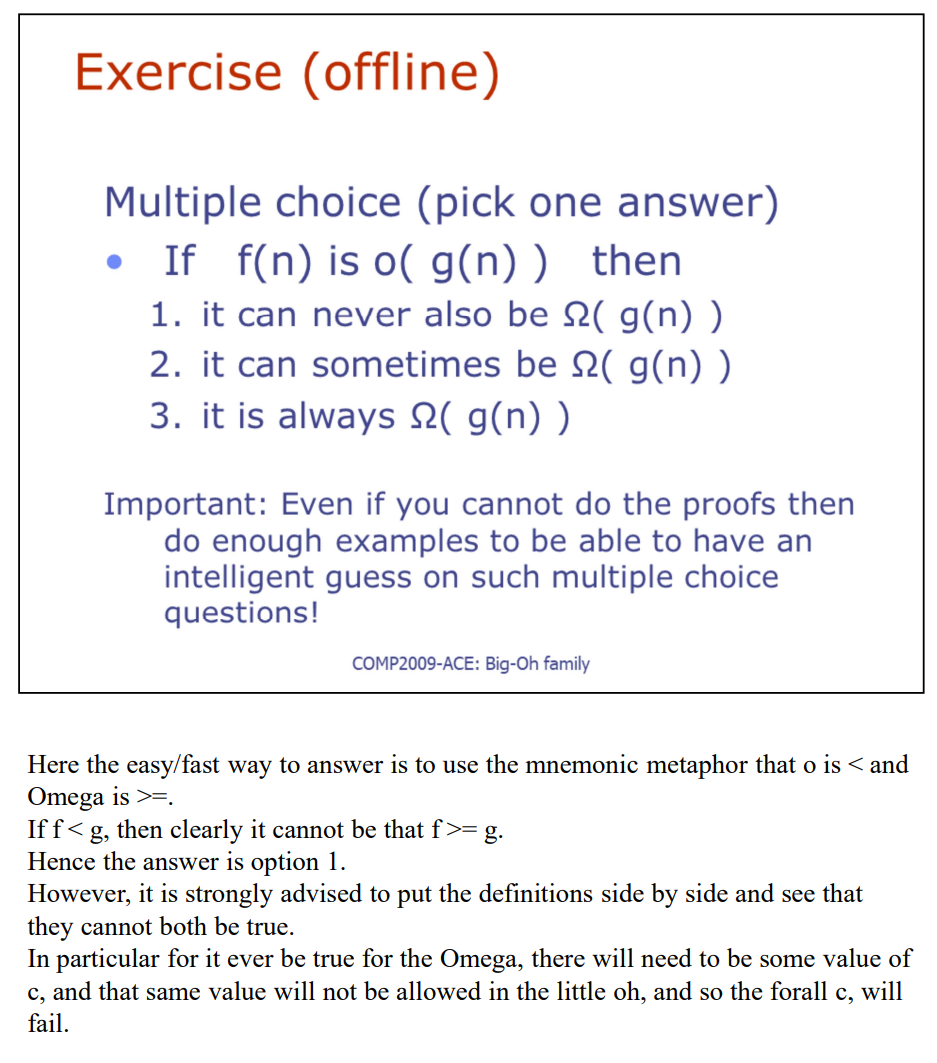 Exercise (offline)
Multiple choice (pick one answer)
• If f(n) is o( g(n) ) then
1. it can never also be Ω( g(n) )
2. it can sometimes be Ω( g(n) )
3. it is always Ω( g(n) )
Important: Even if you cannot do the proofs then
do enough examples to be able to have an
intelligent guess on such multiple choice
questions!
COMP2009-ACE: Big-Oh family
Here the easy/fast way to answer is to use the mnemonic metaphor that o is < and
Omega is >=.
If f < g, then clearly it cannot be that f >= g.
Hence the answer is option 1.
However, it is strongly advised to put the definitions side by side and see that
they cannot both be true.
In particular for it ever be true for the Omega, there will need to be some value of
c, and that same value will not be allowed in the little oh, and so the forall c, will
fail.